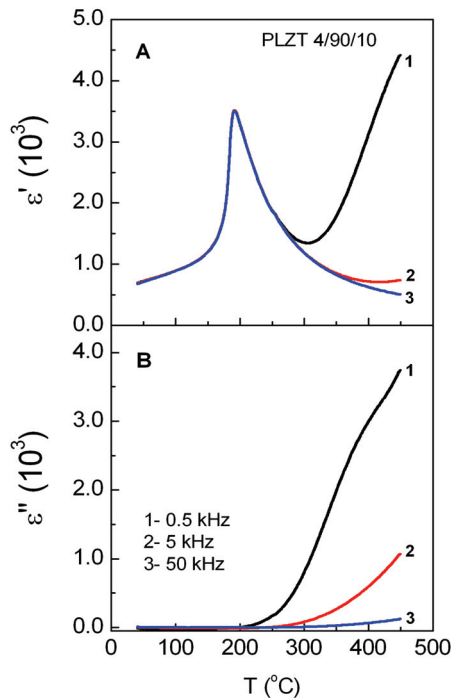 PLZT 4/90/10
A
5.0
4.0
3.0
2.0
1.0
0.0
ε' (10³)
1
2
3
B
4.0
3.0
2.0
1.0
0.0
ε" (10³)
1
2
3
1- 0.5 kHz
2- 5 kHz
3- 50 kHz
0 100 200 300 400 500
T (°C)